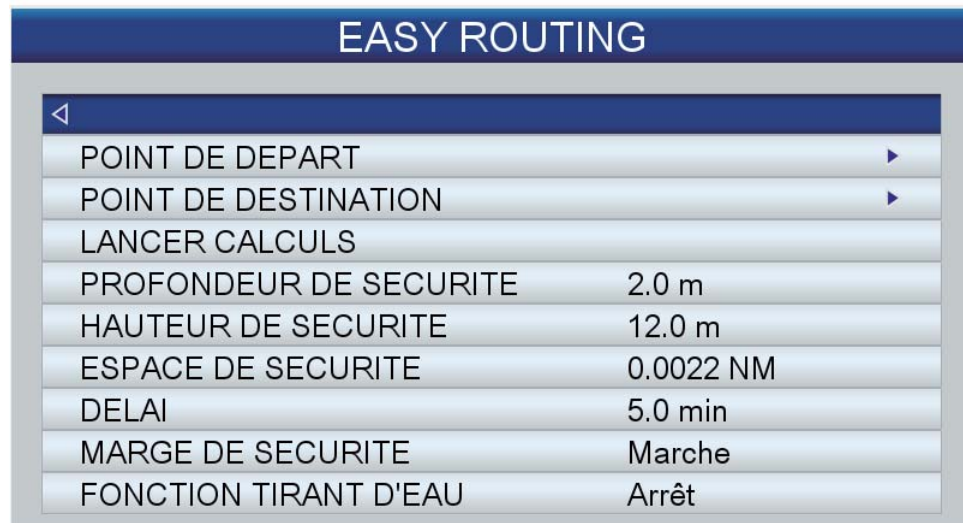 EASY ROUTING
POINT DE DEPART
POINT DE DESTINATION
LANCER CALCULS
PROFONDEUR DE SECURITE 2.0 m
HAUTEUR DE SECURITE 12.0 m
ESPACE DE SECURITE 0.0022 NM
DELAI 5.0 min
MARGE DE SECURITE Marche
FONCTION TIRANT D'EAU Arrêt